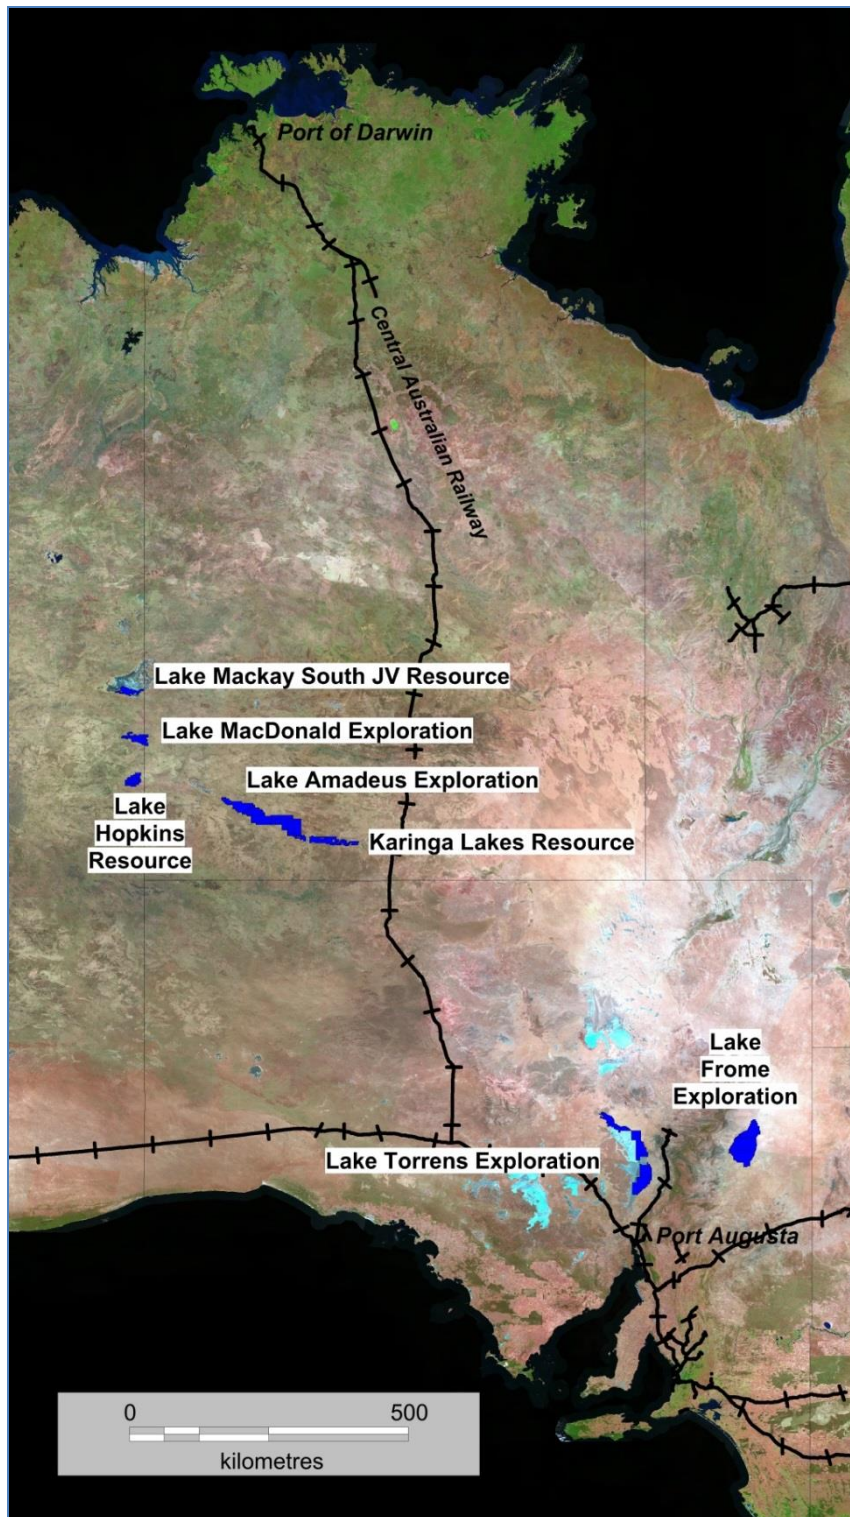 Port of Darwin
Central Australian Railway
Lake Mackay South JV Resource
Lake MacDonald Exploration
Lake Amadeus Exploration
Lake
Hopkins
Resource
Karinga Lakes Resource
Lake
Frome
Exploration
Lake Torrens Exploration
Port Augusta
0 500
kilometres